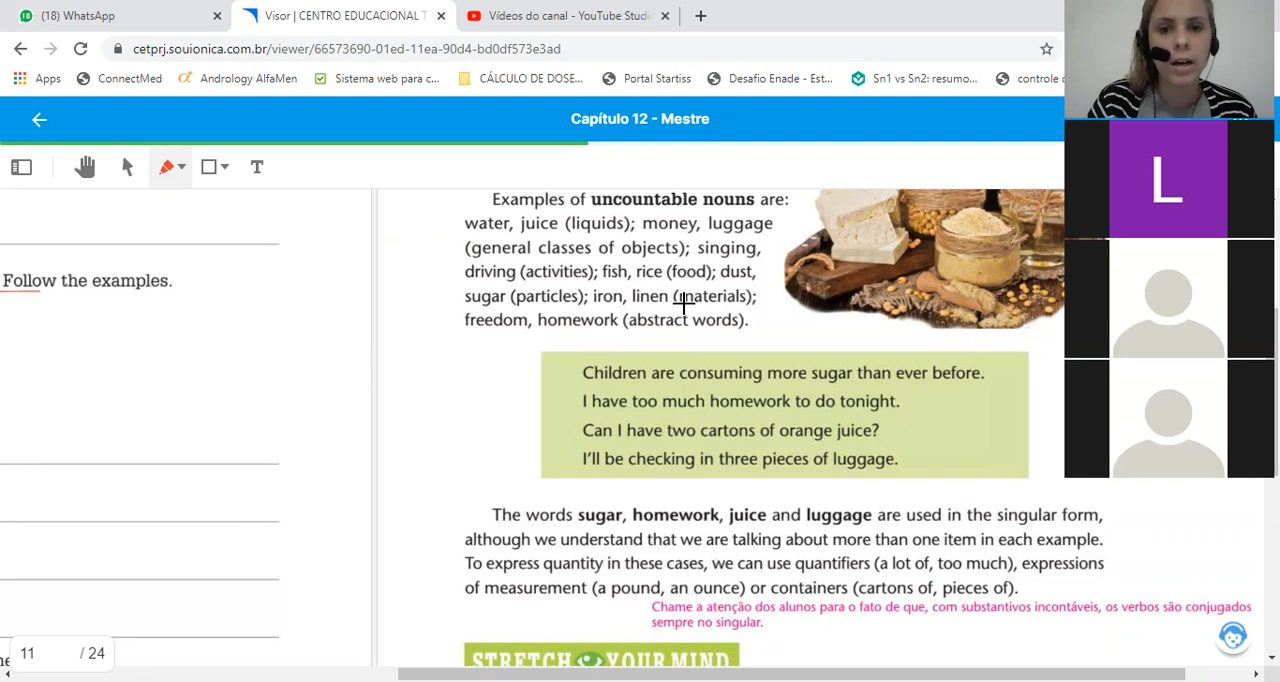 (18) WhatsApp
Visor | CENTRO EDUCACIONAL T
Vídeos do canal - YouTube Studi
cetprj.souionica.com.br/viewer/66573690-01ed-11ea-90d4-bd0df573e3ad
Apps
ConnectMed
Andrology AlfaMen
Sistema web para c...
CÁLCULO DE DOSE...
Portal Startiss
Desafio Enade - Est...
Sn1 vs Sn2: resumo...
controle c
Capítulo 12 - Mestre
T
L
Follow the examples.
Examples of uncountable nouns are:
water, juice (liquids); money, luggage
(general classes of objects); singing,
driving (activities); fish, rice (food); dust,
sugar (particles); iron, linen (materials);
freedom, homework (abstract words).
Children are consuming more sugar than ever before.
I have too much homework to do tonight.
Can I have two cartons of orange juice?
I'll be checking in three pieces of luggage.
The words sugar, homework, juice and luggage are used in the singular form,
although we understand that we are talking about more than one item in each example.
To express quantity in these cases, we can use quantifiers (a lot of, too much), expressions
of measurement (a pound, an ounce) or containers (cartons of, pieces of).
Chame a atenção dos alunos para o fato de que, com substantivos incontáveis, os verbos são conjugados
sempre no singular.
STRETCH YOUR MIND
11 / 24